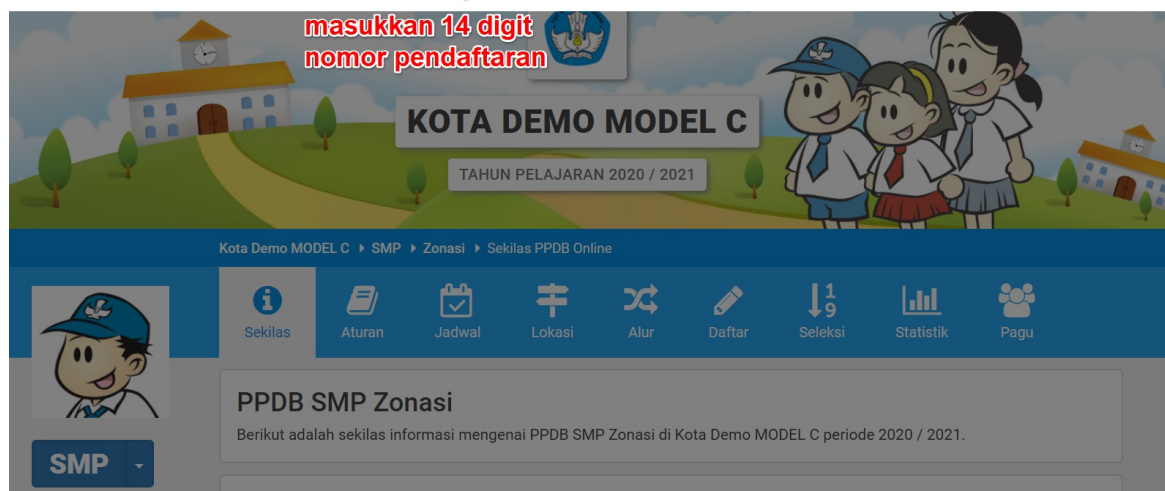 masukkan 14 digit
nomor pendaftaran
KOTA DEMO MODEL C
TAHUN PELAJARAN 2020 / 2021
Kota Demo MODEL C SMP Zonasi Sekilas PPDB Online
Sekilas Aturan Jadwal Lokasi Alur Daftar Seleksi Statistik Pagu
PPDB SMP Zonasi
Berikut adalah sekilas informasi mengenai PPDB SMP Zonasi di Kota Demo MODEL C periode 2020 / 2021.
SMP